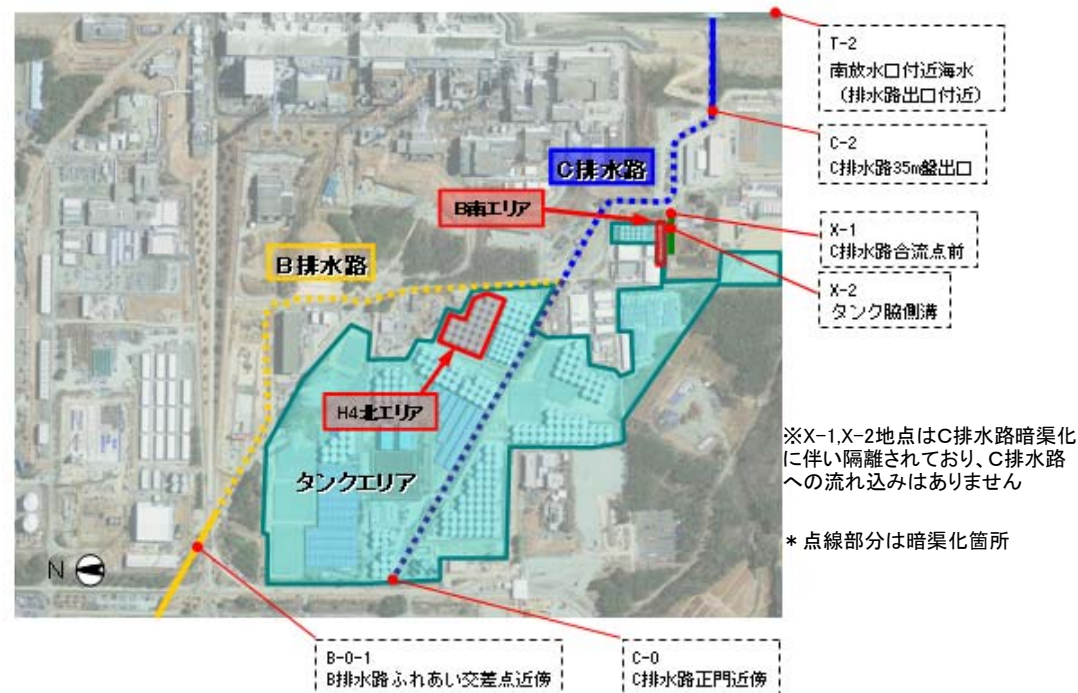 T-2
南放水口付近海水
（排水路出口付近）
C-2
C排水路35m盤出口
C排水路
B南エリア
X-1
C排水路合流点前
B排水路
X-2
タンク脇側溝
H4北エリア
※X-1,X-2地点はC排水路暗渠化
に伴い隔離されており、C排水路
への流れ込みはありません
タンクエリア
＊点線部分は暗渠化箇所
N
B-0-1
B排水路ふれあい交差点近傍
C-0
C排水路正門近傍